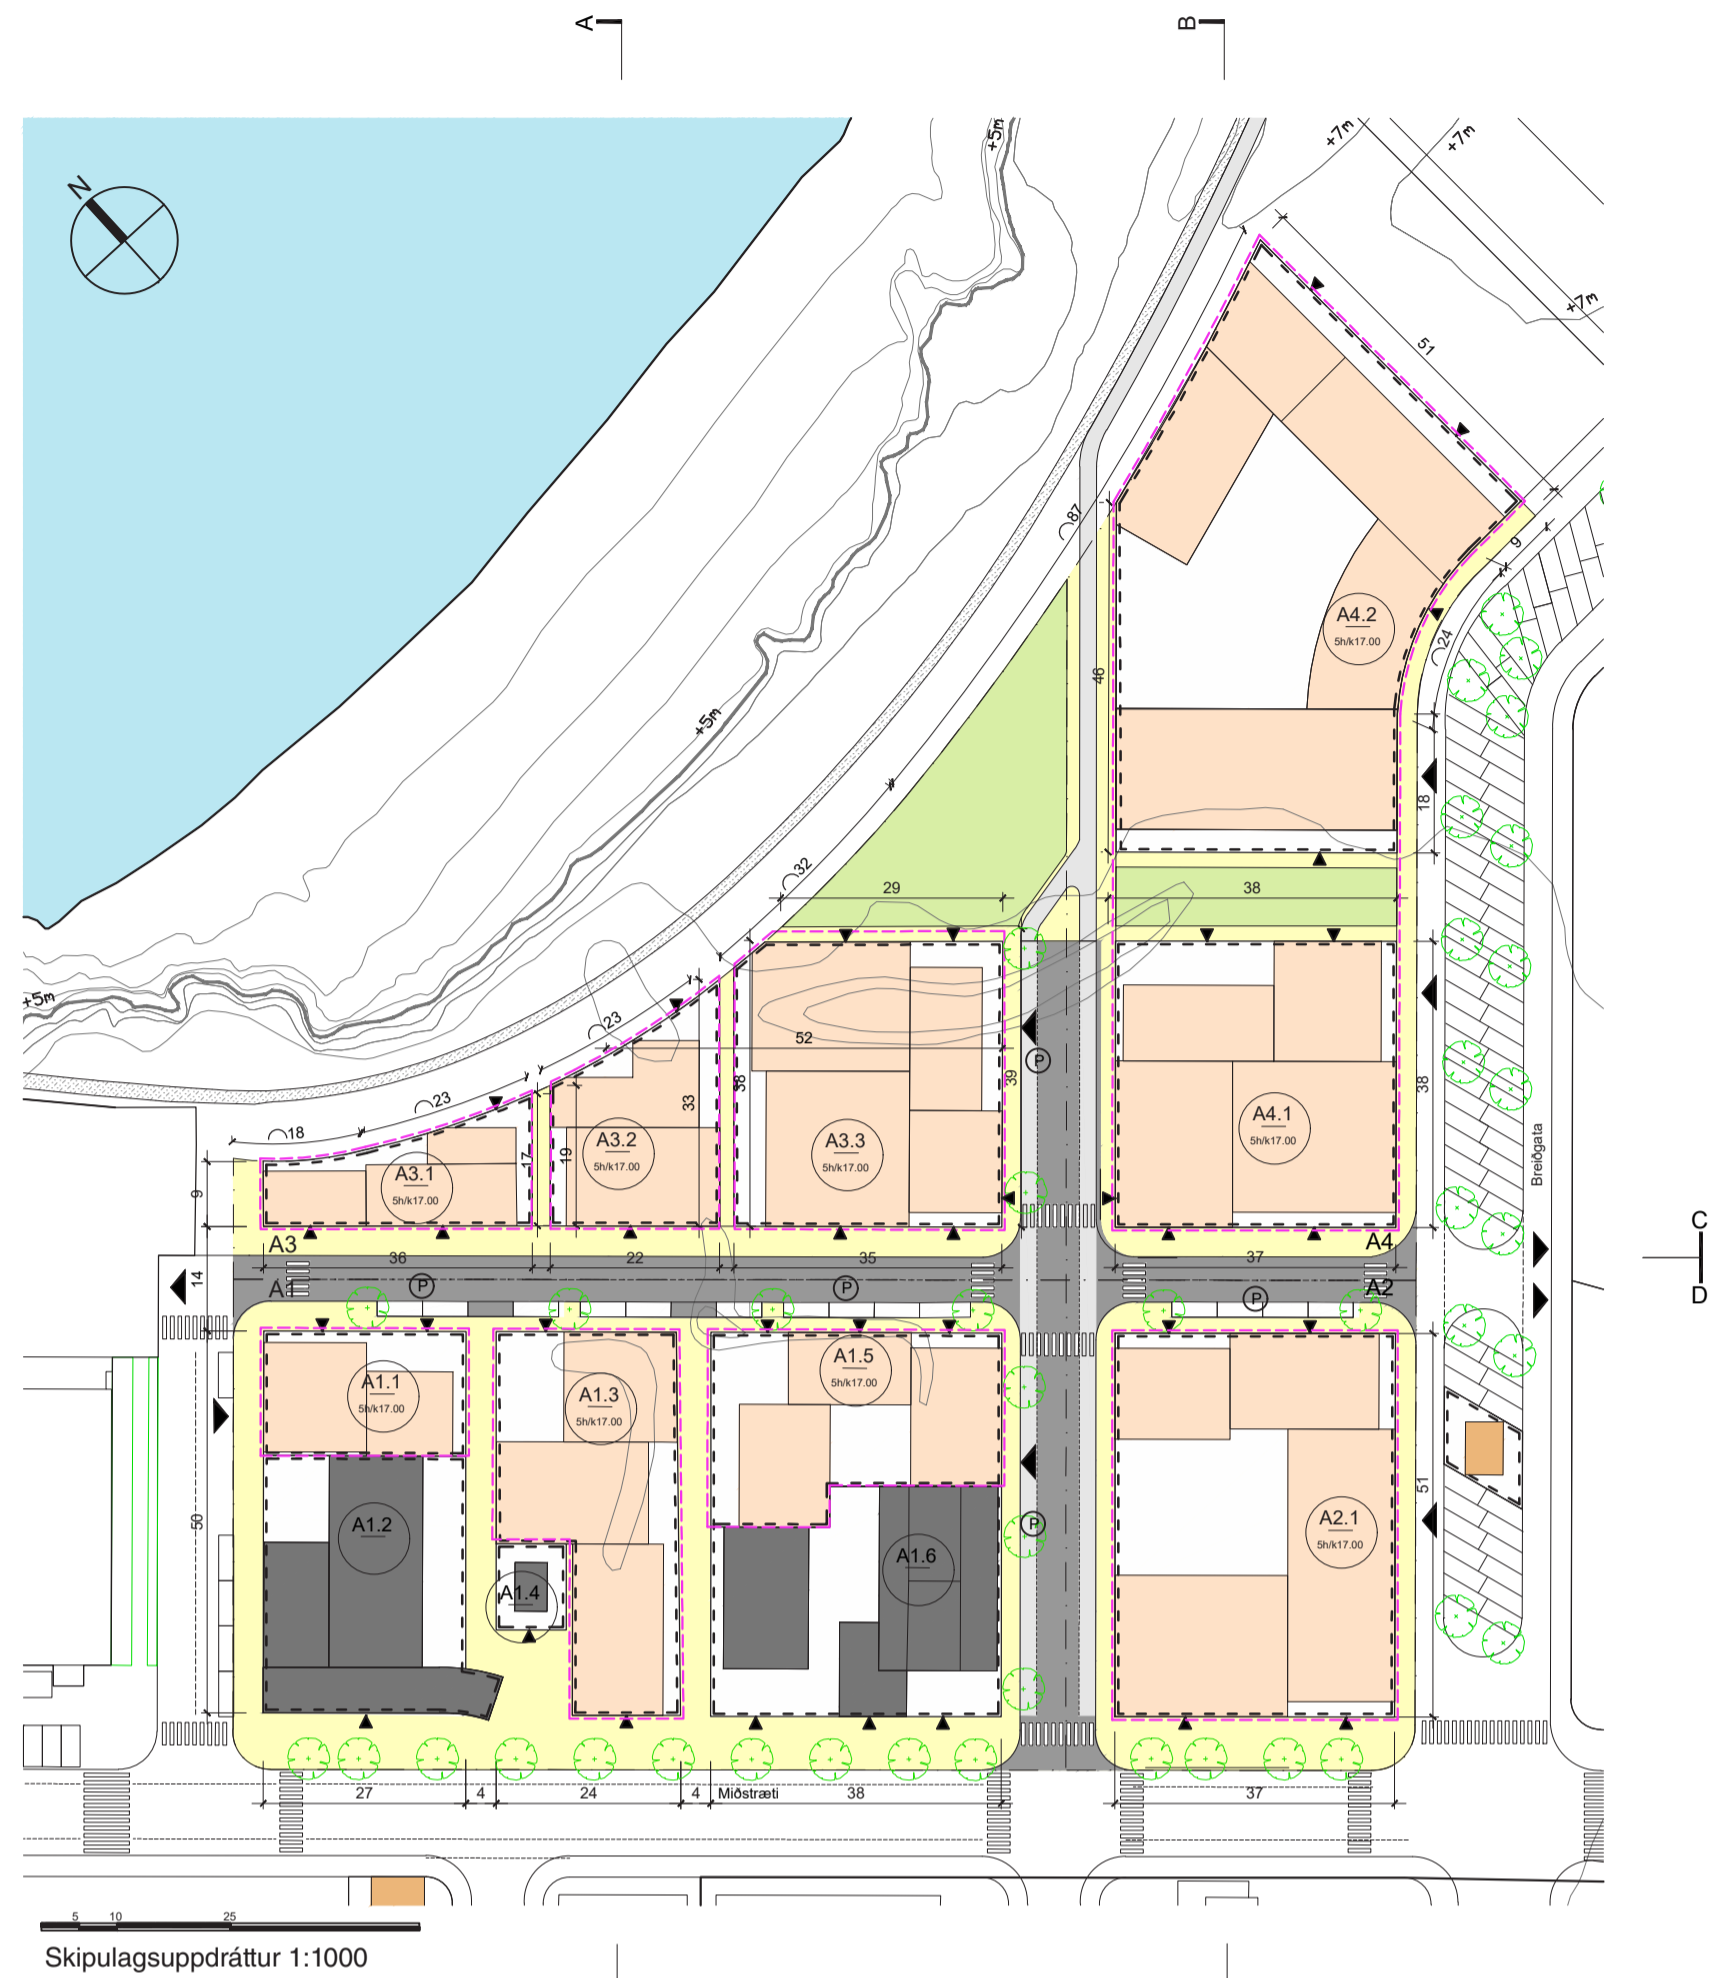 A
B
N
+5m
+7m
+7m
+7m
51
87
9
A4.2
5h/k17.00
24
46
+5m
18
32
29
38
+5m
23
52
39
38
33
38
A4.1
5h/k17.00
Breiðgata
23
18
A3.2
5h/k17.00
A3.3
5h/k17.00
17
19
A3.1
5h/k17.00
9
C
D
A3
A4
36
22
35
37
14
A1
P
P
P
P
A2
A1.1
5h/k17.00
A1.3
5h/k17.00
A1.5
5h/k17.00
51
50
A1.2
P
A2.1
5h/k17.00
A1.6
A1.4
27
4
24
4
Miðstræti
38
37
5
10
25
Skipulagsuppdráttur 1:1000